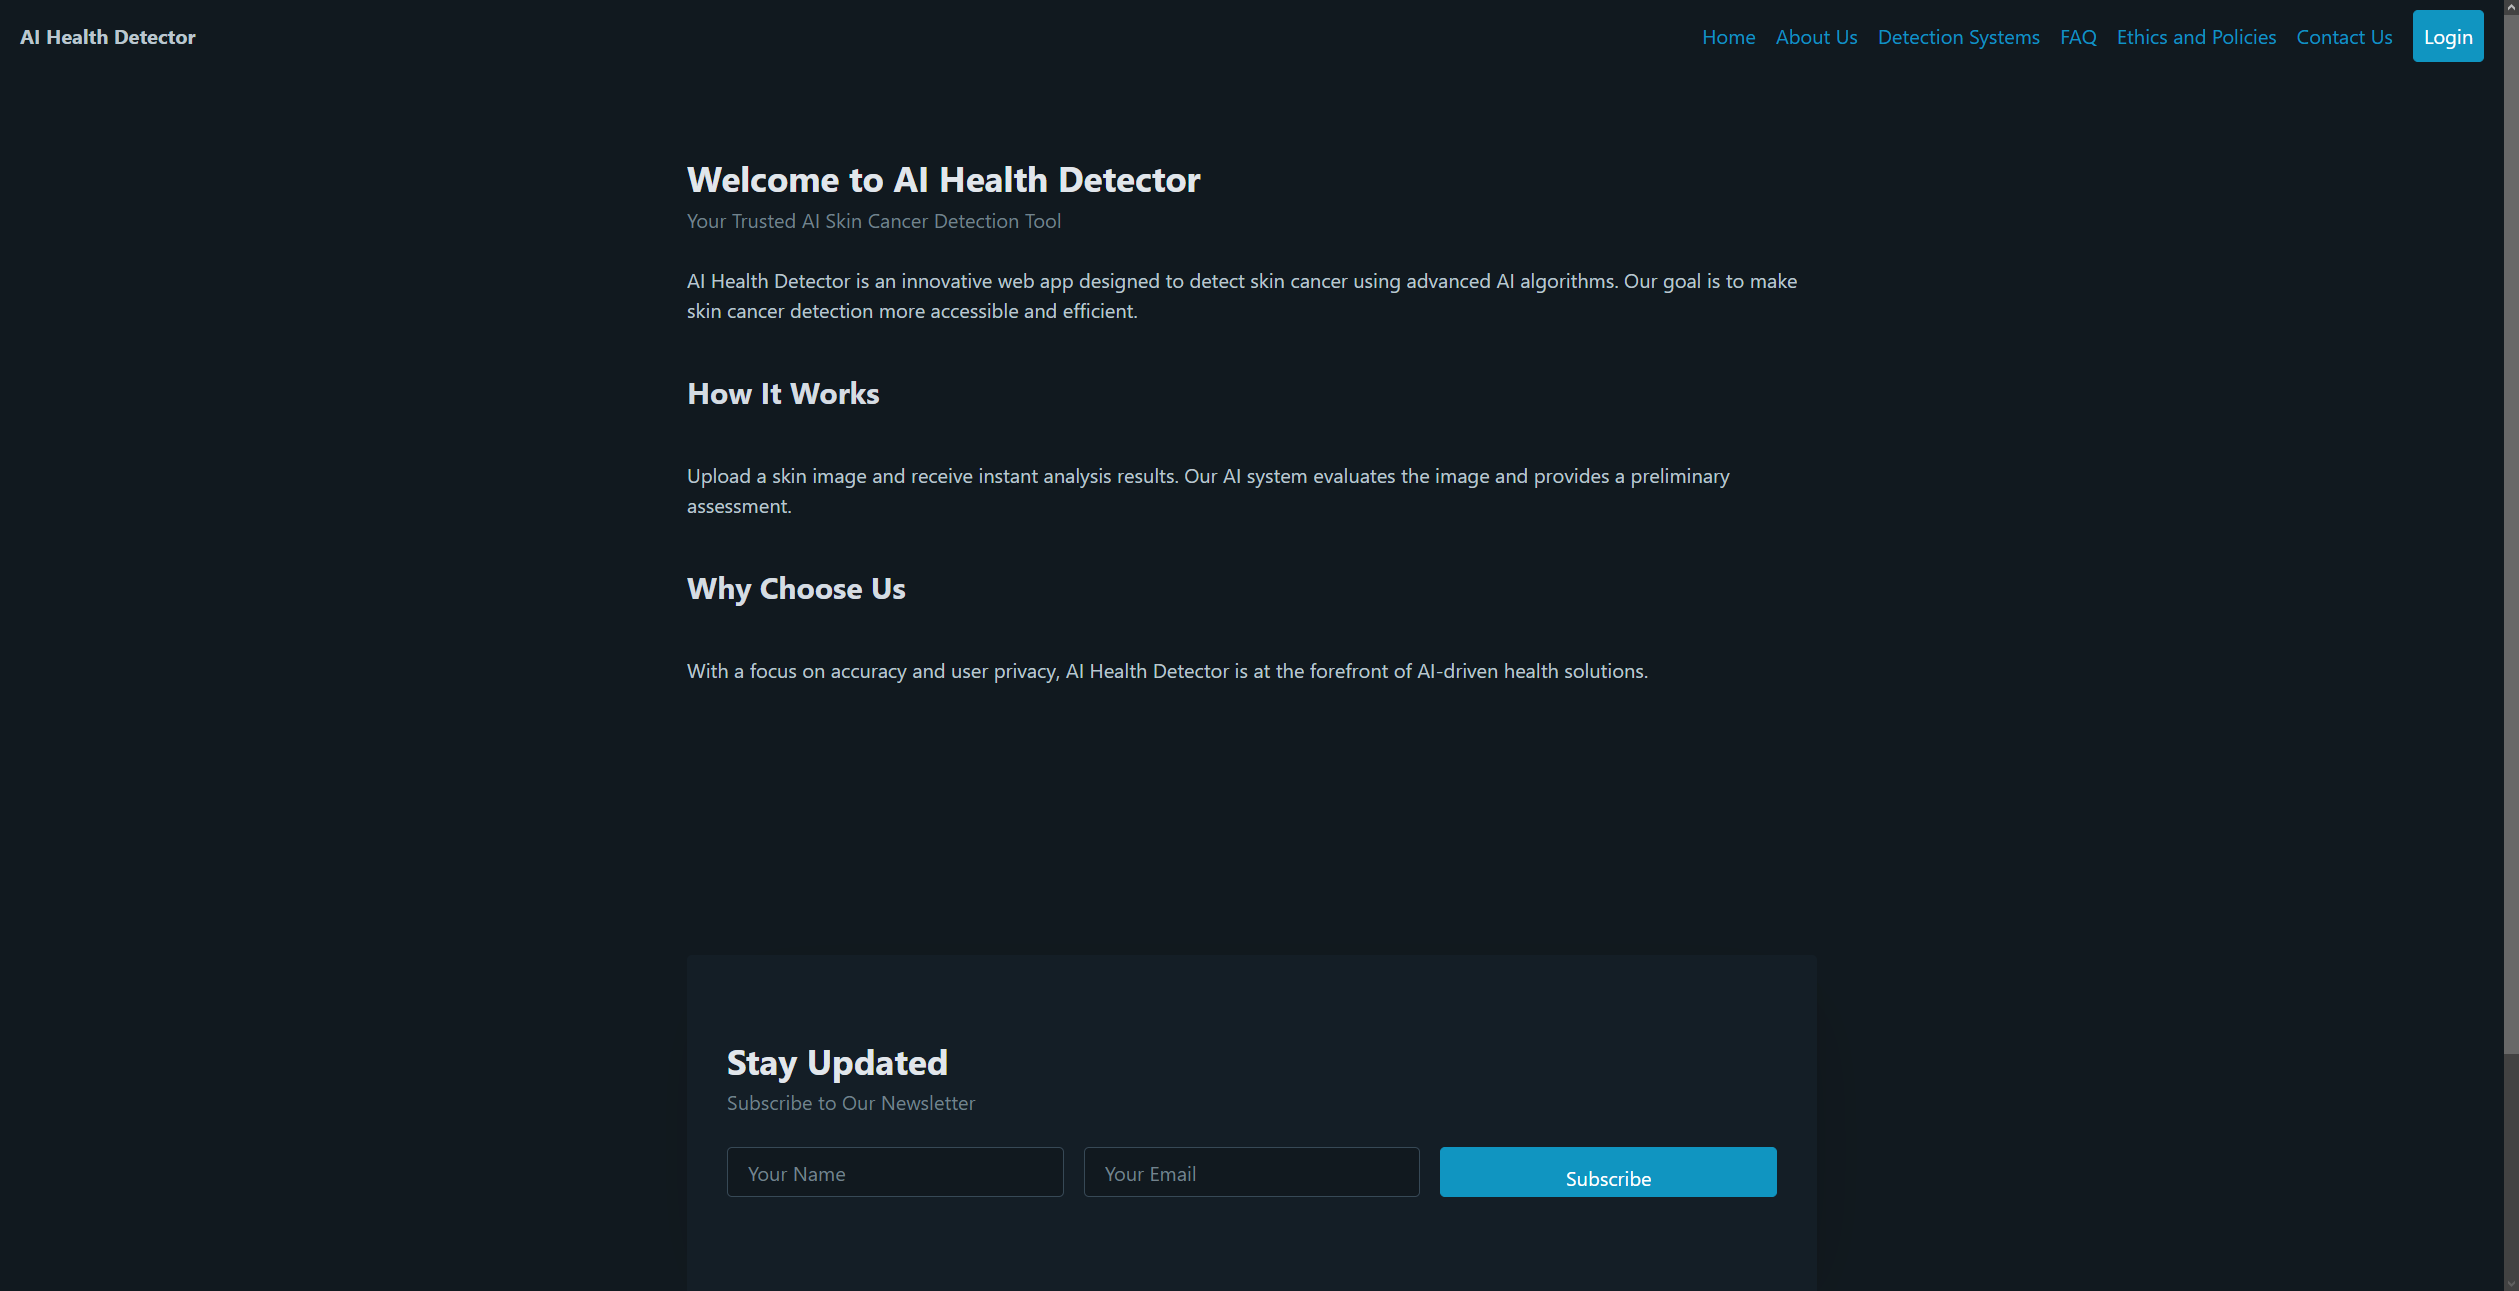 AI Health Detector
Home About Us Detection Systems FAQ Ethics and Policies Contact Us Login
Welcome to AI Health Detector
Your Trusted AI Skin Cancer Detection Tool
AI Health Detector is an innovative web app designed to detect skin cancer using advanced AI algorithms. Our goal is to make
skin cancer detection more accessible and efficient.
How It Works
Upload a skin image and receive instant analysis results. Our AI system evaluates the image and provides a preliminary
assessment.
Why Choose Us
With a focus on accuracy and user privacy, AI Health Detector is at the forefront of AI-driven health solutions.
Stay Updated
Subscribe to Our Newsletter
Your Name Your Email Subscribe